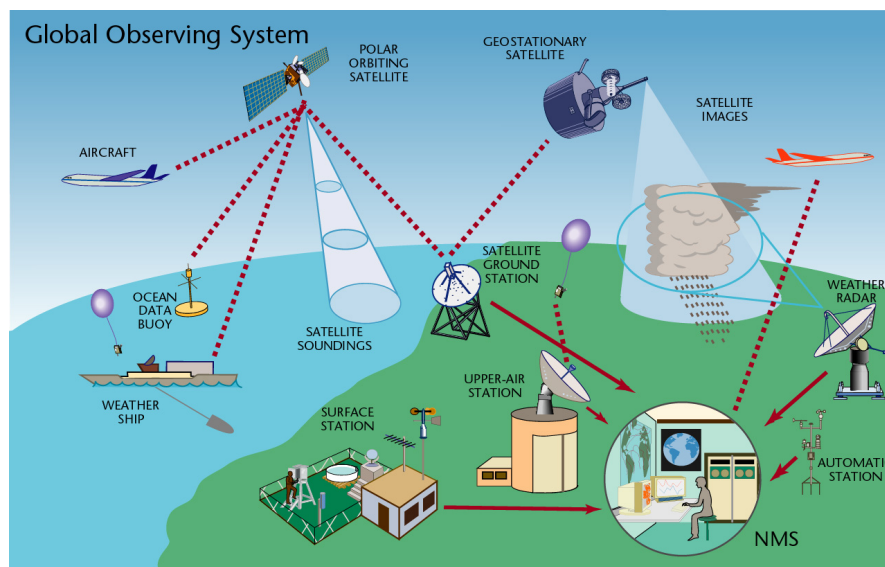 Global Observing System
POLAR
ORBITING
SATELLITE
GEOSTATIONARY
SATELLITE
SATELLITE
IMAGES
AIRCRAFT
SATELLITE
GROUND
STATION
OCEAN
DATA
BUOY
SATELLITE
SOUNDINGS
WEATHER
RADAR
WEATHER
SHIP
UPPER-AIR
STATION
SURFACE
STATION
AUTOMATIC
STATION
NMS